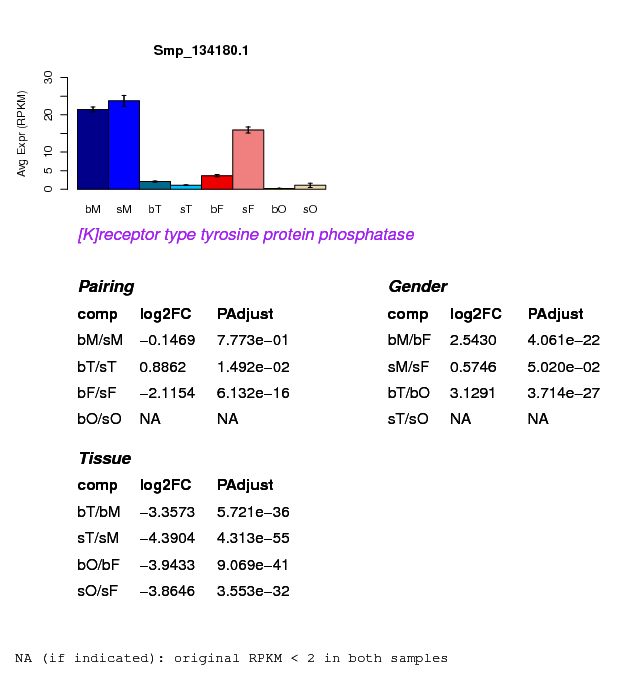 Smp_134180.1
Avg Expr (RPKM)
30
20
10
5
0
bM sM bT sT bF sF bO sO
[K]receptor type tyrosine protein phosphatase
Pairing
comp log2FC PAdjust
bM/sM −0.1469 7.773e−01
bT/sT 0.8862 1.492e−02
bF/sF −2.1154 6.132e−16
bO/sO NA NA
Gender
comp log2FC PAdjust
bM/bF 2.5430 4.061e−22
sM/sF 0.5746 5.020e−02
bT/bO 3.1291 3.714e−27
sT/sO NA NA
Tissue
comp log2FC PAdjust
bT/bM −3.3573 5.721e−36
sT/sM −4.3904 4.313e−55
bO/bF −3.9433 9.069e−41
sO/sF −3.8646 3.553e−32
NA (if indicated): original RPKM < 2 in both samples